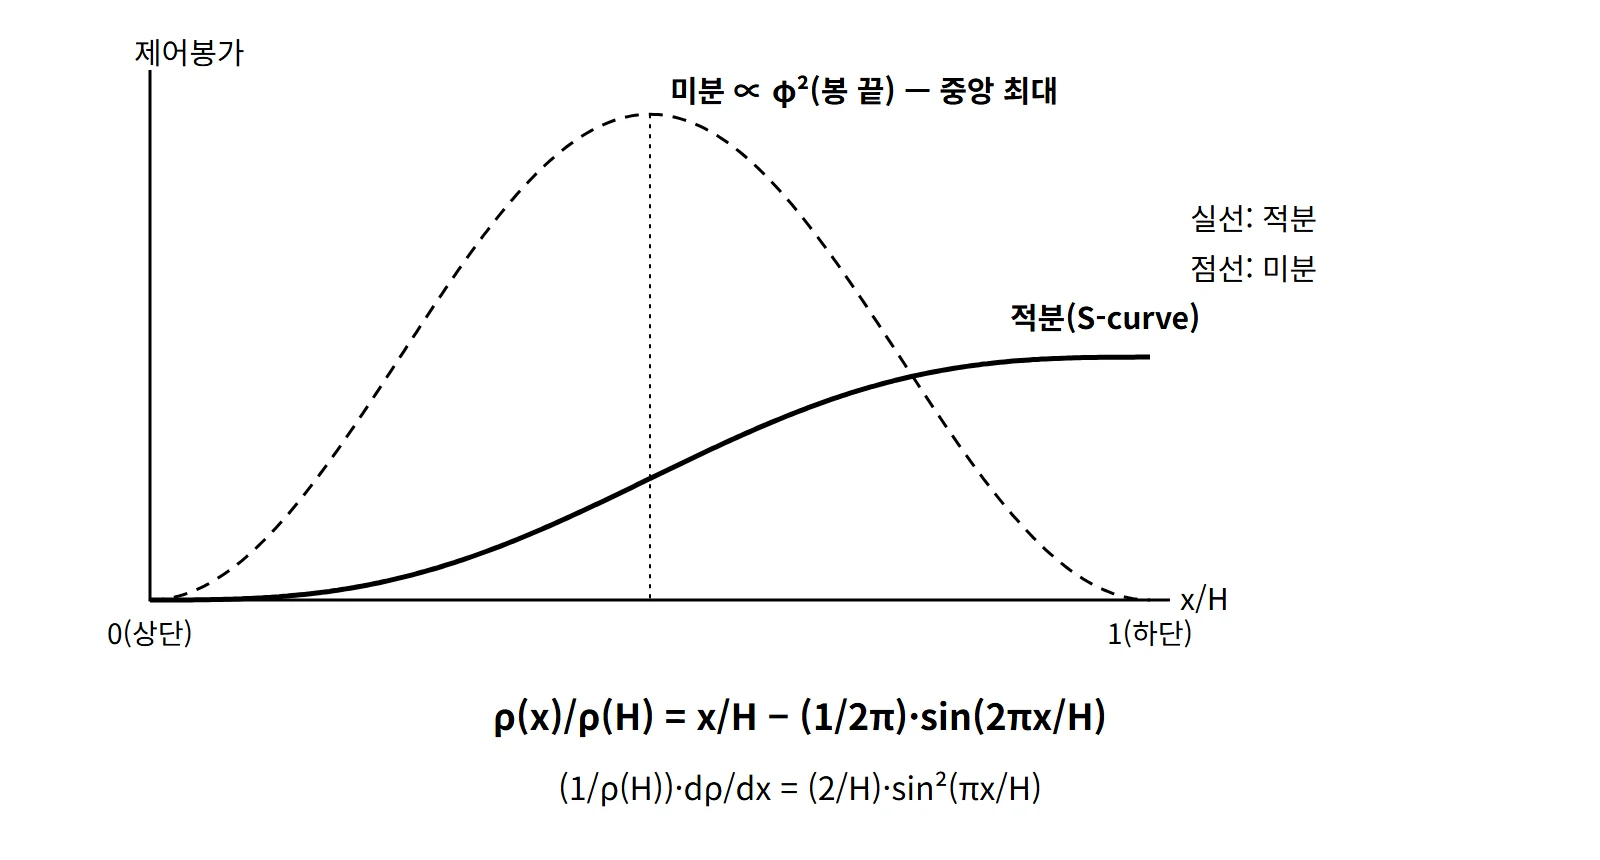 제어봉가
미분 ∝ ϕ²(봉 끝) — 중앙 최대
실선: 적분
점선: 미분
적분(S-curve)
x/H
0(상단)
1(하단)
ρ(x)/ρ(H) = x/H − (1/2π)·sin(2πx/H)
(1/ρ(H))·dρ/dx = (2/H)·sin²(πx/H)